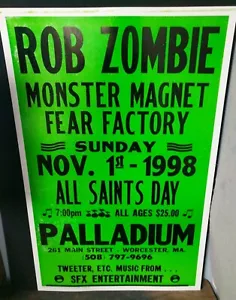 ROB ZOMBIE
MONSTER MAGNET
FEAR FACTORY
SUNDAY
NOV. 1st - 1998
ALL SAINTS DAY
7:00pm ALL AGES $25.00
PALLADIUM
261 MAIN STREET - WORCESTER, MA.
(508) 797-9696
TWEETER, ETC. MUSIC FROM . . .
SFX ENTERTAINMENT